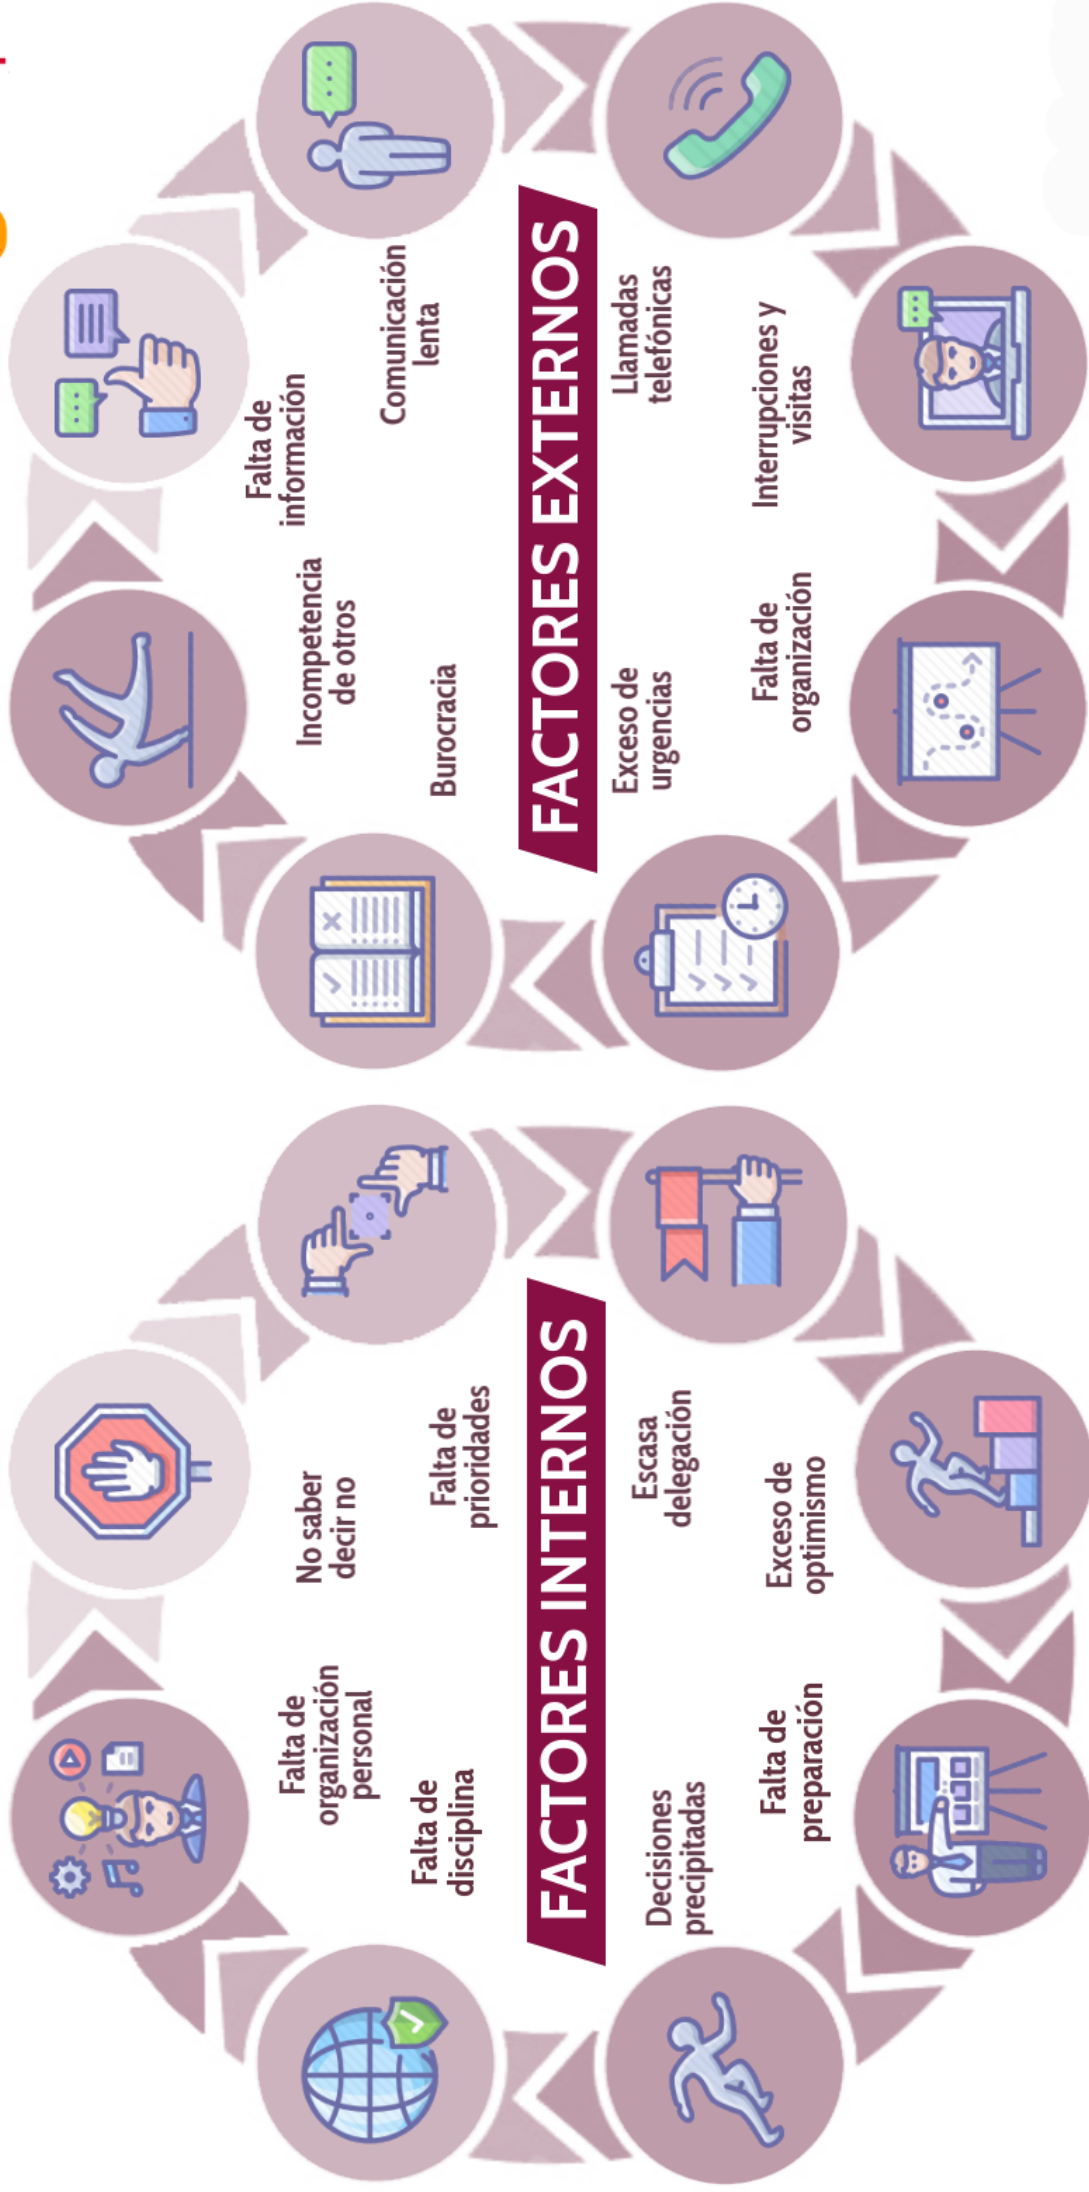 Falta de
organización
personal
No saber
decir no
Falta de
disciplina
Falta de
prioridades
FACTORES INTERNOS
Decisiones
precipitadas
Escasa
delegación
Falta de
preparación
Exceso de
optimismo
Incompetencia
de otros
Falta de
información
Burocracia
Comunicación
lenta
FACTORES EXTERNOS
Exceso de
urgencias
Llamadas
telefónicas
Falta de
organización
Interrupciones y
visitas